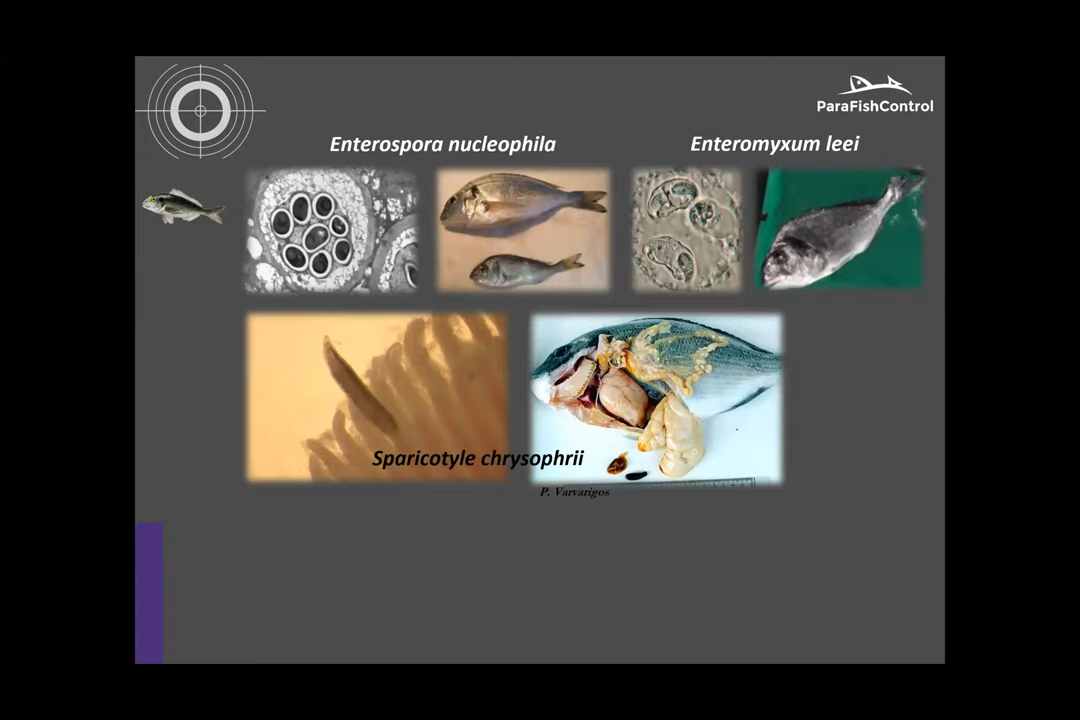 ParaFishControl
Enterospora nucleophila
Enteromyxum leei
Sparicotyle chrysophrii
P. Varvarigos